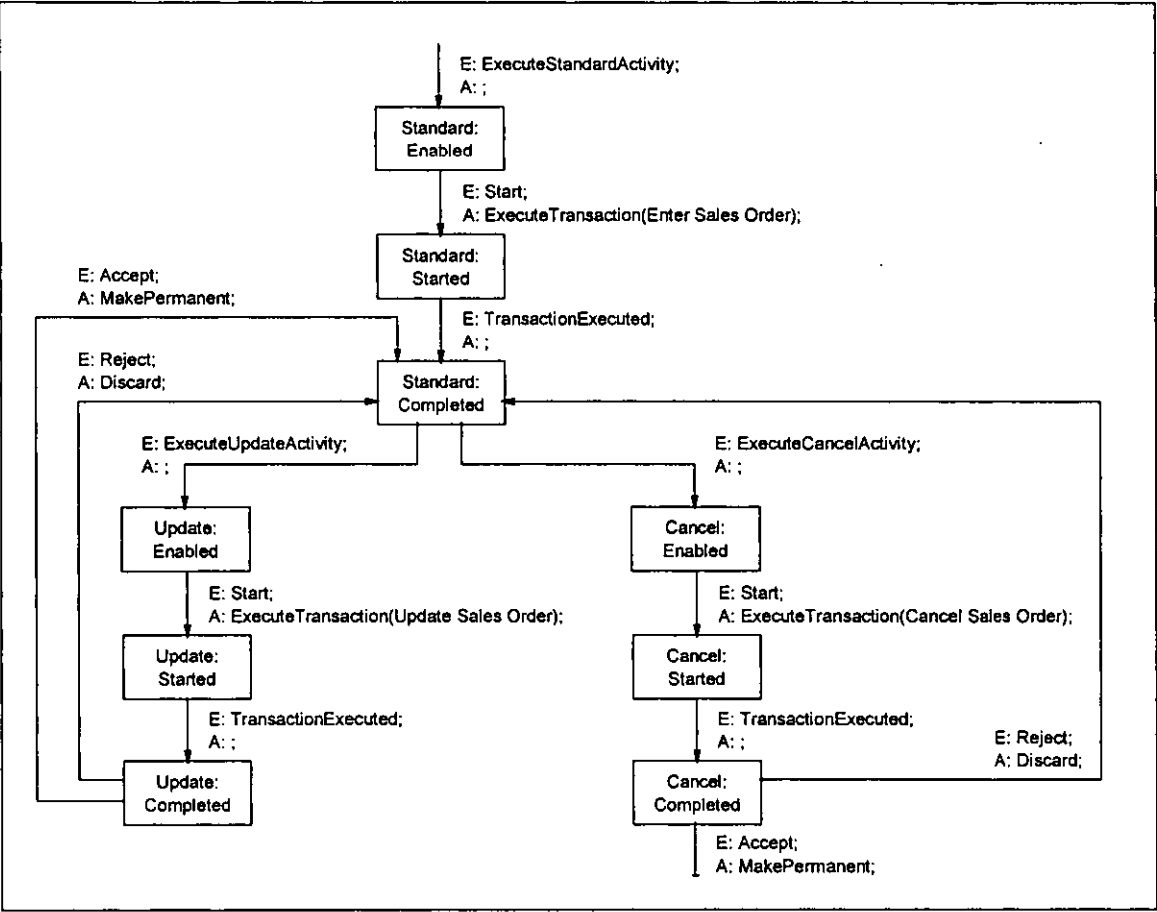 E: ExecuteStandardActivity;
A: ;
Standard:
Enabled
E: Start;
A: ExecuteTransaction(Enter Sales Order);
Standard:
Started
E: Accept;
A: MakePermanent;
E: TransactionExecuted;
A: ;
E: Reject;
A: Discard;
Standard:
Completed
E: ExecuteUpdateActivity;
A: ;
E: ExecuteCancelActivity;
A: ;
Update:
Enabled
Cancel:
Enabled
E: Start;
A: ExecuteTransaction(Update Sales Order);
E: Start;
A: ExecuteTransaction(Cancel Sales Order);
Update:
Started
Cancel:
Started
E: TransactionExecuted;
A: ;
E: TransactionExecuted;
A: ;
E: Reject;
A: Discard;
Update:
Completed
Cancel:
Completed
E: Accept;
A: MakePermanent;